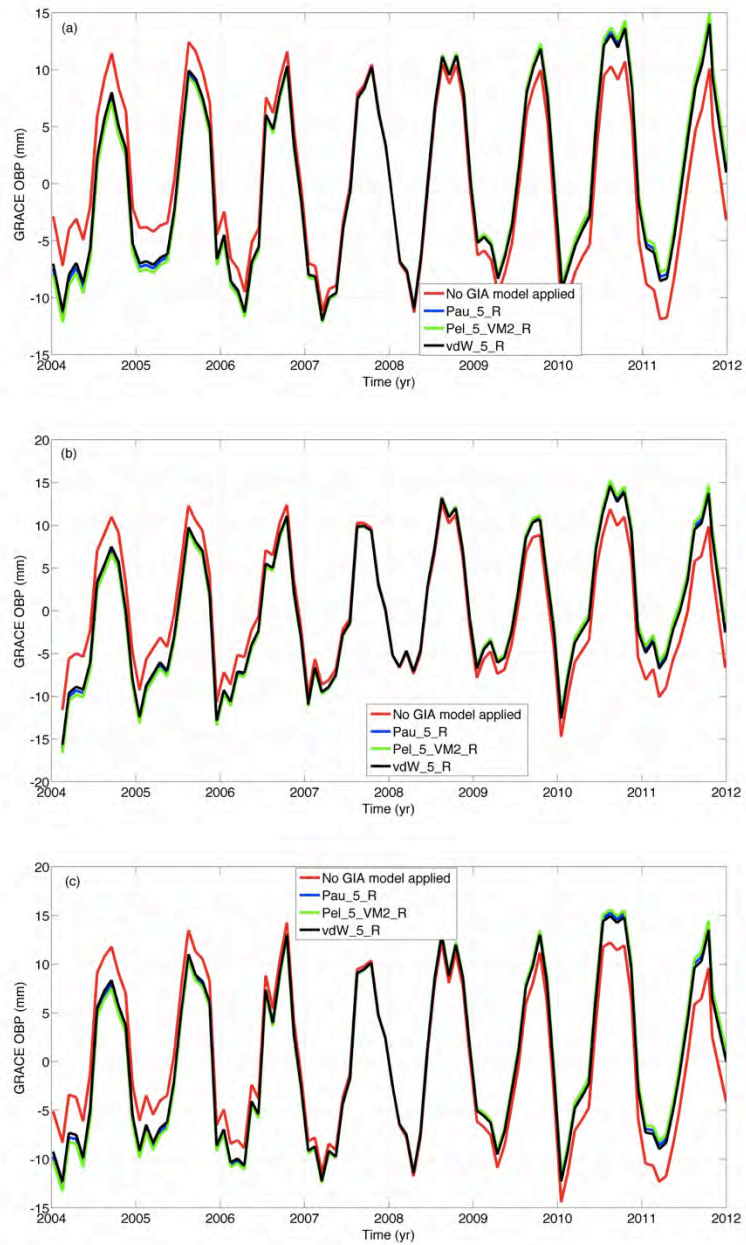 (a)
GRACE OBP (mm)
15
10
5
0
-5
-10
-15
2004 2005 2006 2007 2008 2009 2010 2011 2012
Time (yr)
No GIA model applied
Pau_5_R
Pel_5_VM2_R
vdW_5_R
(b)
GRACE OBP (mm)
20
15
10
5
0
-5
-10
-15
-20
2004 2005 2006 2007 2008 2009 2010 2011 2012
Time (yr)
No GIA model applied
Pau_5_R
Pel_5_VM2_R
vdW_5_R
(c)
GRACE OBP (mm)
20
15
10
5
0
-5
-10
-15
2004 2005 2006 2007 2008 2009 2010 2011 2012
Time (yr)
No GIA model applied
Pau_5_R
Pel_5_VM2_R
vdW_5_R